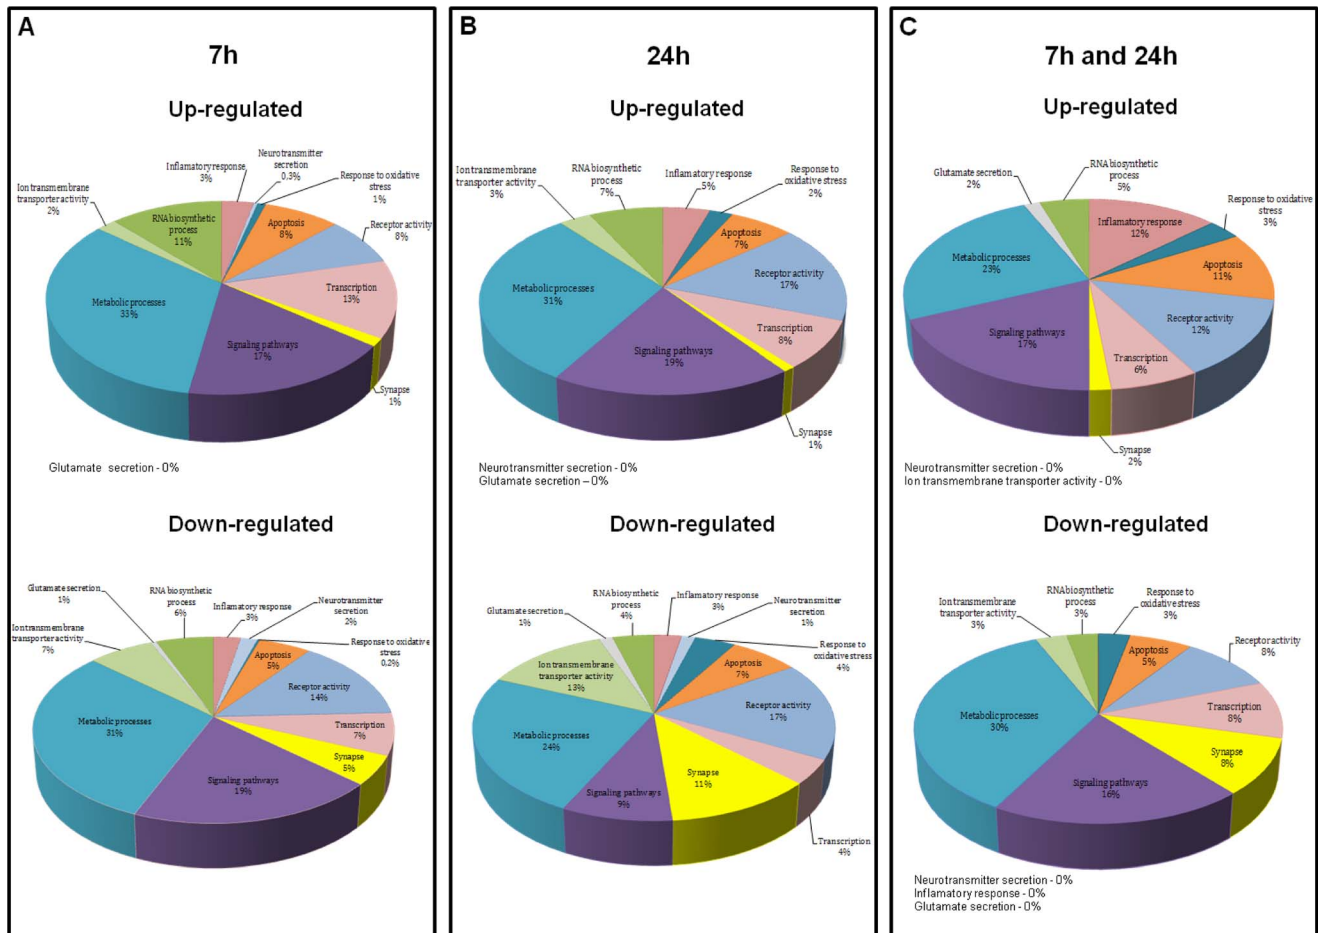 A
7h
Up-regulated
Inflamatory response
3%
Neurotransmitter
secretion
0.3%
Response to oxidative
stress
1%
Ion transmembrane
transporter activity
2%
RNA biosynthetic
process
11%
Apoptosis
8%
Receptor activity
8%
Metabolic processes
33%
Transcription
13%
Signaling pathways
17%
Synapse
1%
Glutamate secretion - 0%
Down-regulated
Glutamate secretion
1%
RNA biosynthetic
process
6%
Inflamatory response
3%
Neurotransmitter
secretion
2%
Ion transmembrane
transporter activity
7%
Response to oxidative
stress
0.2%
Apoptosis
5%
Receptor activity
14%
Metabolic processes
31%
Transcription
7%
Synapse
5%
Signaling pathways
19%
B
24h
Up-regulated
Ion transmembrane
transporter activity
3%
RNA biosynthetic
process
7%
Inflamatory response
5%
Response to
oxidative stress
2%
Apoptosis
7%
Receptor activity
17%
Metabolic processes
31%
Transcription
8%
Signaling pathways
19%
Synapse
1%
Neurotransmitter secretion - 0%
Glutamate secretion – 0%
Down-regulated
Glutamate secretion
1%
RNA biosynthetic
process
4%
Inflamatory response
3%
Neurotransmitter
secretion
1%
Response to
oxidative stress
4%
Ion transmembrane
transporter activity
13%
Apoptosis
7%
Receptor activity
17%
Metabolic processes
24%
Synapse
11%
Signaling pathways
9%
Transcription
4%
C
7h and 24h
Up-regulated
Glutamate secretion
2%
RNA biosynthetic
process
5%
Response to
oxidative stress
3%
Inflamatory response
12%
Metabolic processes
23%
Apoptosis
11%
Receptor activity
12%
Signaling pathways
17%
Transcription
6%
Synapse
2%
Neurotransmitter secretion - 0%
Ion transmembrane transporter activity - 0%
Down-regulated
Ion transmembrane
transporter activity
3%
RNA biosynthetic
process
3%
Response to
oxidative stress
3%
Receptor activity
8%
Apoptosis
5%
Metabolic processes
30%
Transcription
8%
Synapse
8%
Signaling pathways
16%
Neurotransmitter secretion - 0%
Inflamatory response - 0%
Glutamate secretion - 0%